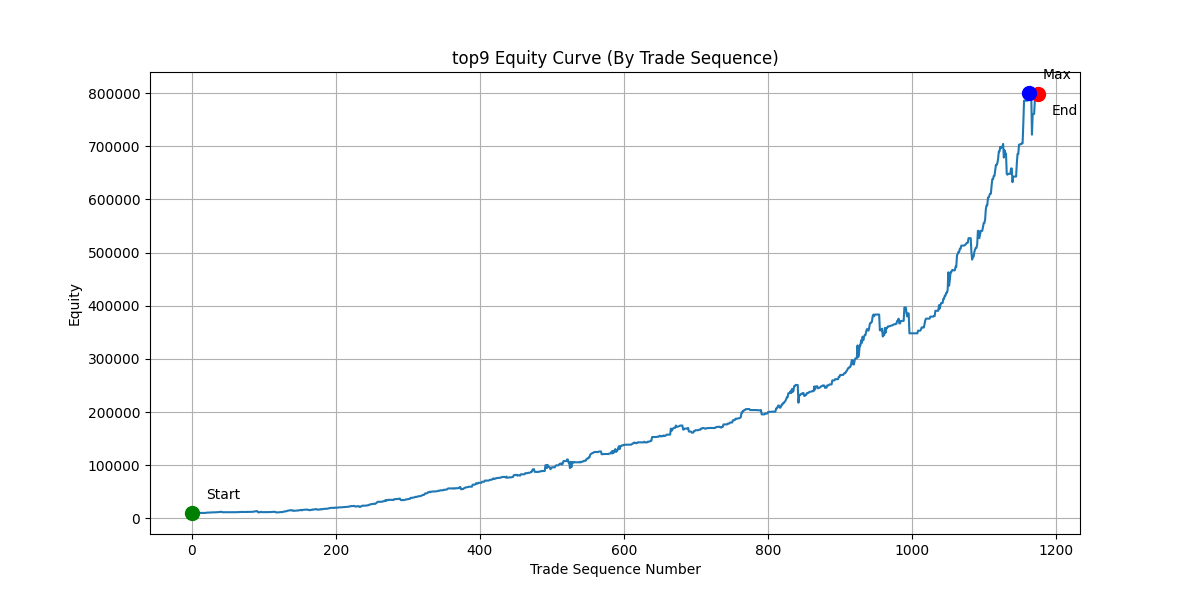 top9 Equity Curve (By Trade Sequence)
Max
800000
End
700000
600000
500000
Equity
400000
300000
200000
100000
Start
0
0 200 400 600 800 1000 1200
Trade Sequence Number